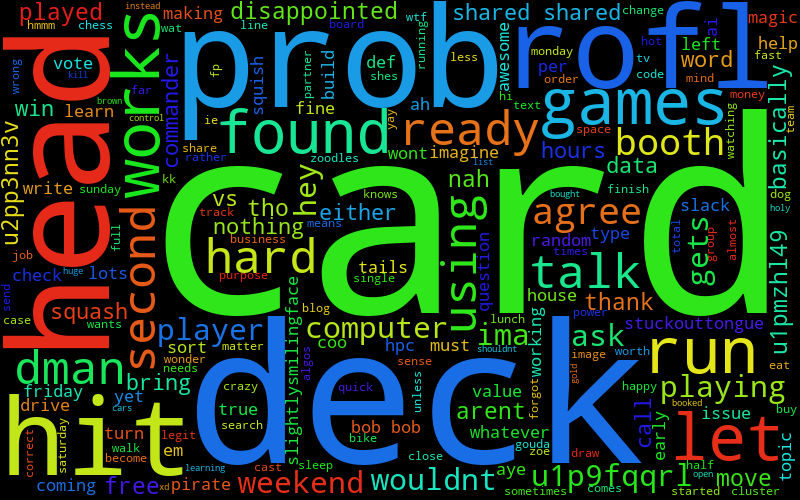 played
instead
disappointed
shared shared
change
magic
hmmm
chess
making
wtf
ai
wat
line
board
running
awesome
hot
left
help
head
works
prob
rofl
wrong
vote
kill
fp
squish
partner
build
def
shes
less
monday
per
tv
word
fast
order
code
mind
brown
far
commander
win
learn
control
ie
fine
yay
ah
hi
text
games
money
team
u2pp3nn3v
share
found
ready
space
booth
watching
basically
rather
zoodles
wont
imagine
hours
list
data
write
sunday
kk
hey
knows
nah
bought
finish
dog
holy
second
vs
tho
either
agree
slack
track
means
nothing
using
random
type
total
gets
group
almost
u1pmzhl49
job
full
business
hard
card
check
huge
lots
purpose
tails
single
question
times
talk
send
squash
slightlysmilingface
blog
lunch
house
thank
case
wants
player
computer
ima
working
power
stuckouttongue
dman
sort
matter
coo
hpc
must
ask
run
wonder
algos
sense
shouldnt
image
worth
bring
needs
friday
crazy
quick
deck
value
forgot
happy
eat
playing
drive
yet
cars
true
unless
arent
gold
booked
buy
hit
correct
saturday
turn
legit
search
bob bob
whatever
call
early
let
issue
topic
walk
em
bike
close
gouda
zoe
draw
become
learning
cast
sleep
aye
half
open
coming
free
xd
pirate
weekend
wouldnt
u1p9fqqrl
move
sometimes
comes
started
cluster